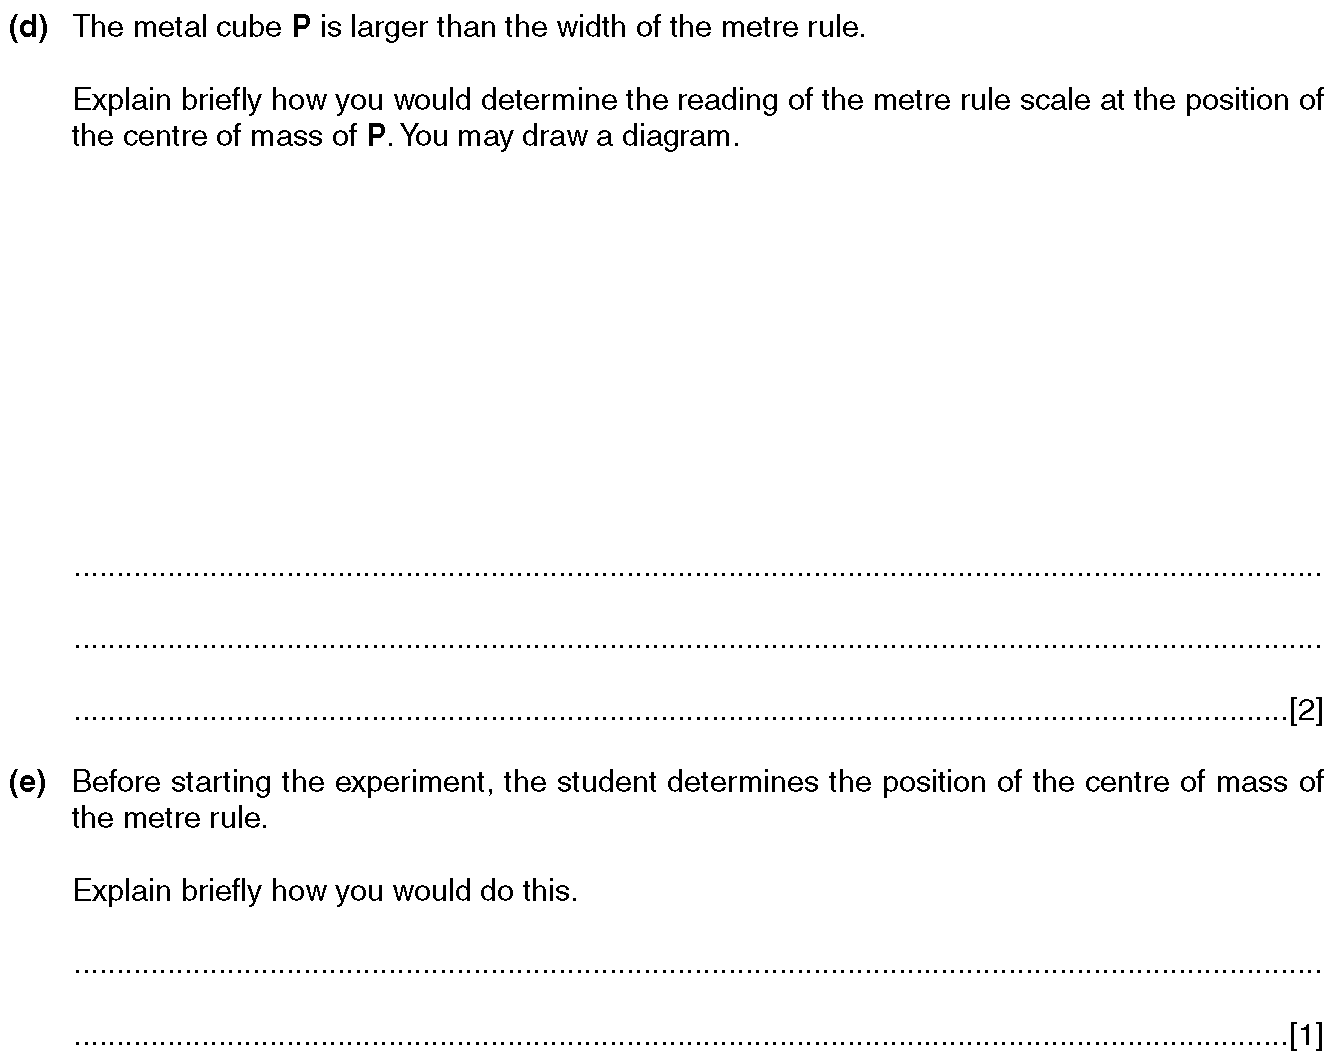 (d) The metal cube P is larger than the width of the metre rule.
Explain briefly how you would determine the reading of the metre rule scale at the position of
the centre of mass of P. You may draw a diagram.
..........................................................................................................................................................
..........................................................................................................................................................
.....................................................................................................................................................[2]
(e) Before starting the experiment, the student determines the position of the centre of mass of
the metre rule.
Explain briefly how you would do this.
..........................................................................................................................................................
.....................................................................................................................................................[1]